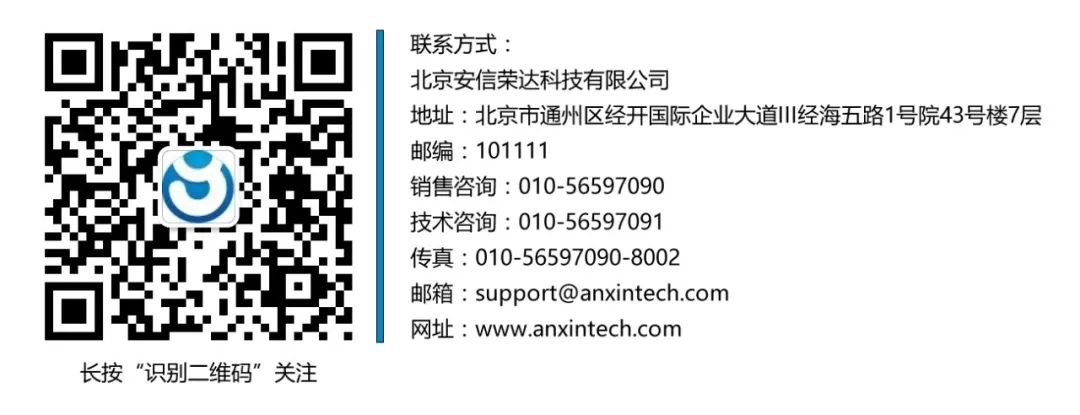 联系方式：
北京安信荣达科技有限公司
地址：北京市通州区经开国际企业大道III经海五路1号院43号楼7层
邮编：101111
销售咨询：010-56597090
技术咨询：010-56597091
传真：010-56597090-8002
邮箱：support@anxintech.com
网址：www.anxintech.com
长按“识别二维码”关注